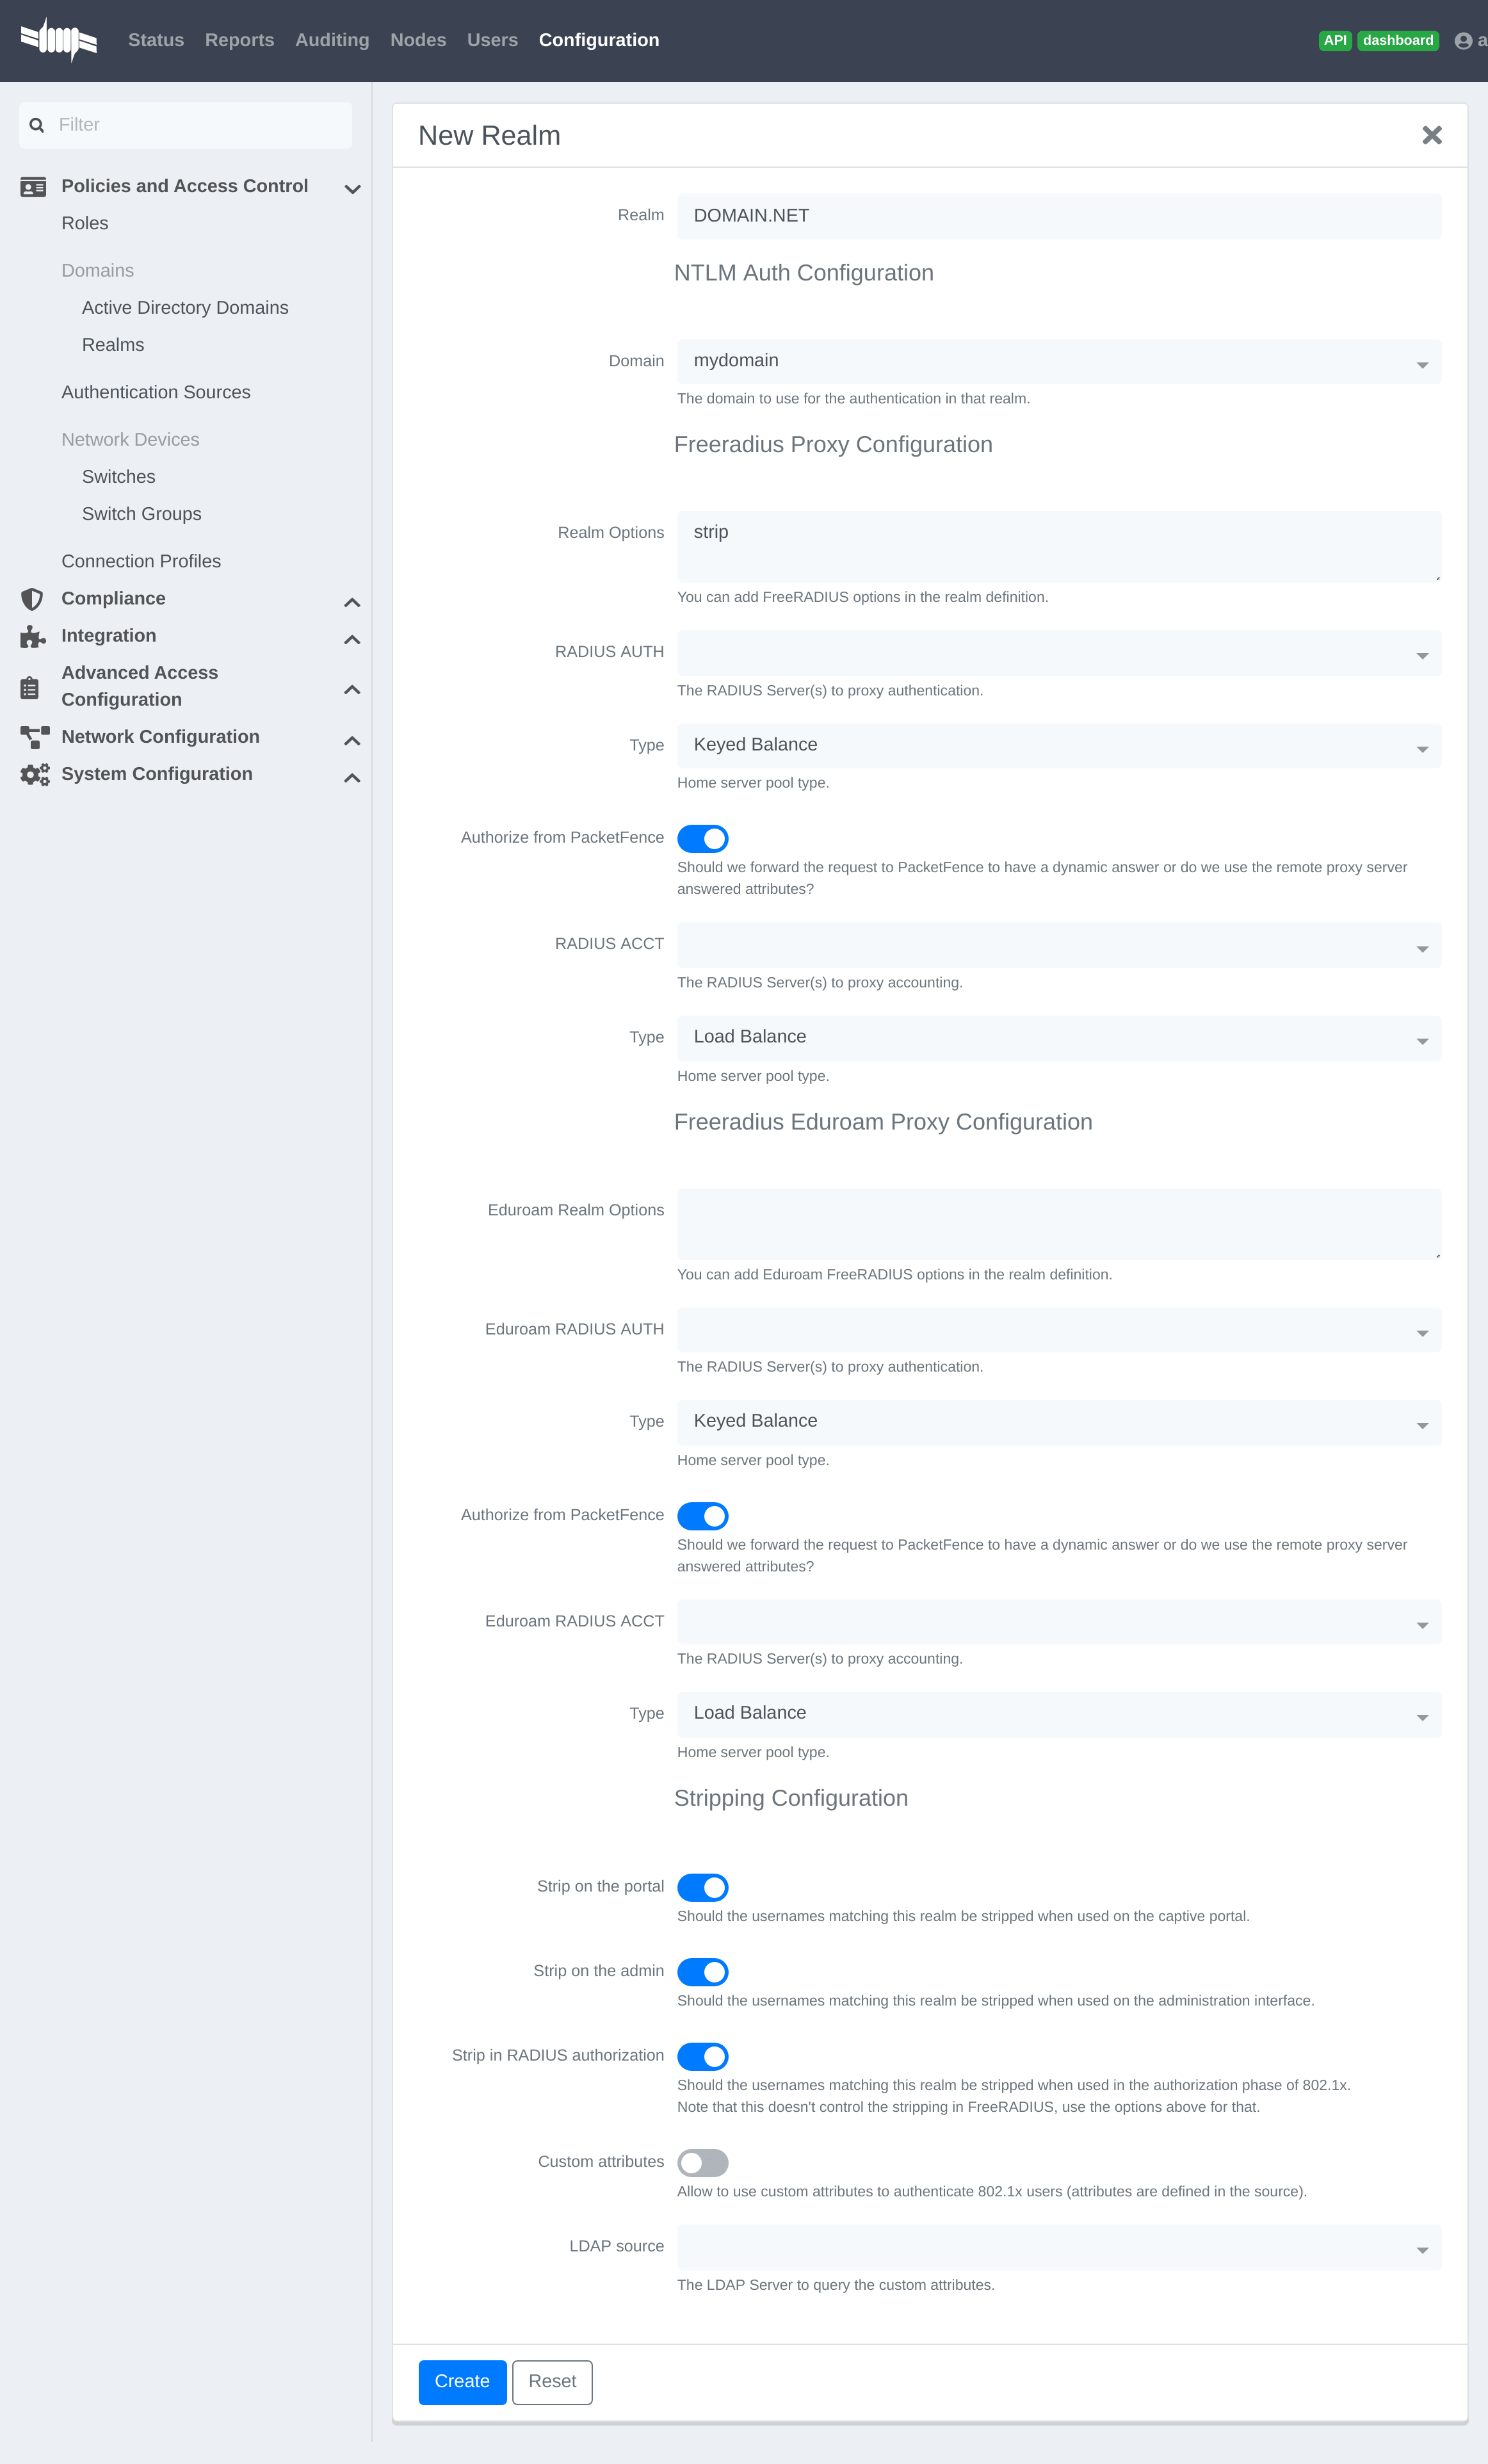 Status Reports Auditing Nodes Users Configuration API dashboard a
Filter
Policies and Access Control
Roles
Domains
Active Directory Domains
Realms
Authentication Sources
Network Devices
Switches
Switch Groups
Connection Profiles
Compliance
Integration
Advanced Access
Configuration
Network Configuration
System Configuration
New Realm
Realm DOMAIN.NET
NTLM Auth Configuration
Domain mydomain
The domain to use for the authentication in that realm.
Freeradius Proxy Configuration
Realm Options strip
You can add FreeRADIUS options in the realm definition.
RADIUS AUTH
The RADIUS Server(s) to proxy authentication.
Type Keyed Balance
Home server pool type.
Authorize from PacketFence
Should we forward the request to PacketFence to have a dynamic answer or do we use the remote proxy server
answered attributes?
RADIUS ACCT
The RADIUS Server(s) to proxy accounting.
Type Load Balance
Home server pool type.
Freeradius Eduroam Proxy Configuration
Eduroam Realm Options
You can add Eduroam FreeRADIUS options in the realm definition.
Eduroam RADIUS AUTH
The RADIUS Server(s) to proxy authentication.
Type Keyed Balance
Home server pool type.
Authorize from PacketFence
Should we forward the request to PacketFence to have a dynamic answer or do we use the remote proxy server
answered attributes?
Eduroam RADIUS ACCT
The RADIUS Server(s) to proxy accounting.
Type Load Balance
Home server pool type.
Stripping Configuration
Strip on the portal
Should the usernames matching this realm be stripped when used on the captive portal.
Strip on the admin
Should the usernames matching this realm be stripped when used on the administration interface.
Strip in RADIUS authorization
Should the usernames matching this realm be stripped when used in the authorization phase of 802.1x.
Note that this doesn't control the stripping in FreeRADIUS, use the options above for that.
Custom attributes
Allow to use custom attributes to authenticate 802.1x users (attributes are defined in the source).
LDAP source
The LDAP Server to query the custom attributes.
Create Reset